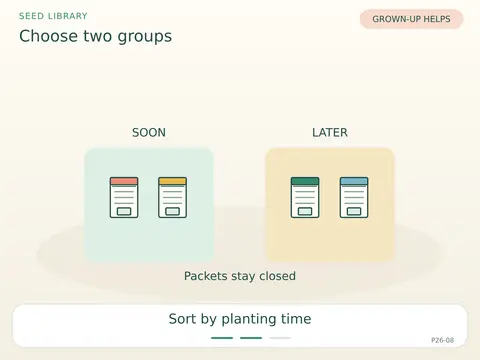 SEED LIBRARY
GROWN-UP HELPS
Choose two groups
SOON
LATER
Packets stay closed
Sort by planting time
P26-08